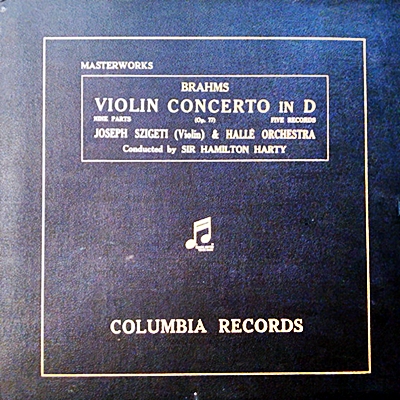 MASTERWORKS
BRAHMS
VIOLIN CONCERTO IN D
NINE PARTS (Op. 77) FIVE RECORDS
JOSEPH SZIGETI (Violin) & HALLÉ ORCHESTRA
Conducted by SIR HAMILTON HARTY
COLUMBIA RECORDS